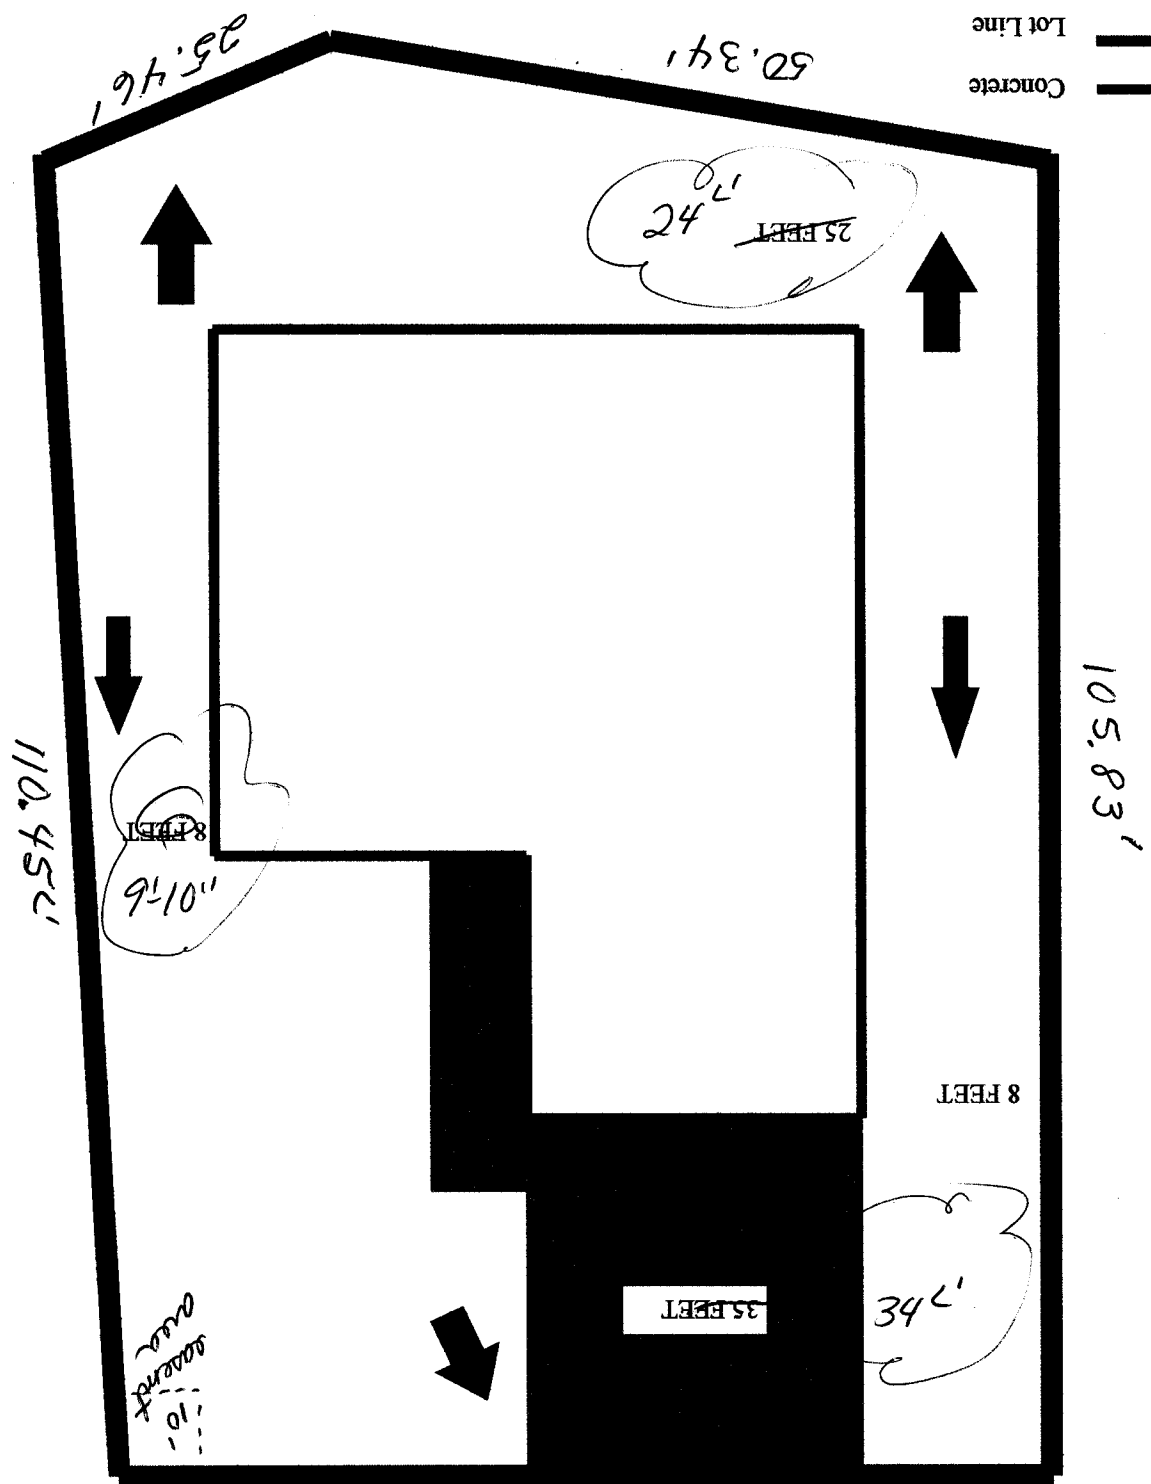 Lot Line
Concrete
25.46'
50.34'
25 FEET
24'
105.83'
110.45'
8 FEET
9'-10"
8 FEET
34'
35 FEET
10'
easemt
area